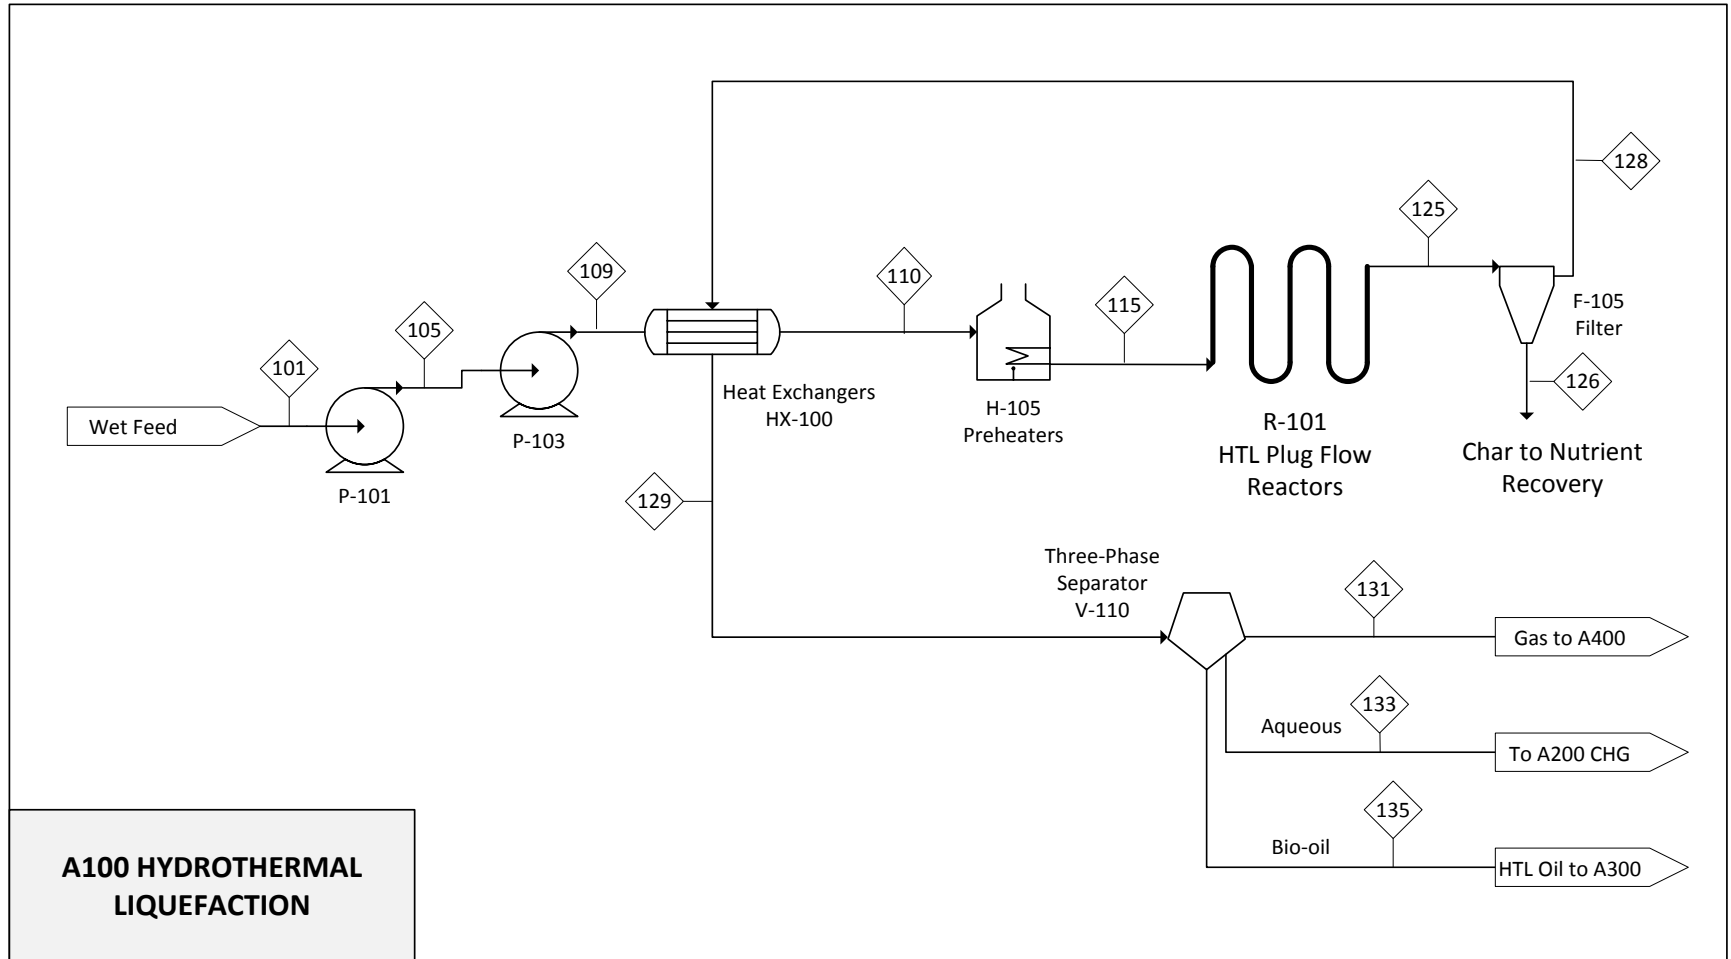 128
125
109
110
115
105
101
F-105
Filter
126
Wet Feed
P-101
P-103
Heat Exchangers
HX-100
H-105
Preheaters
R-101
HTL Plug Flow
Reactors
Char to Nutrient
Recovery
129
Three-Phase
Separator
V-110
131
Gas to A400
133
Aqueous
To A200 CHG
135
Bio-oil
HTL Oil to A300
A100 HYDROTHERMAL
LIQUEFACTION